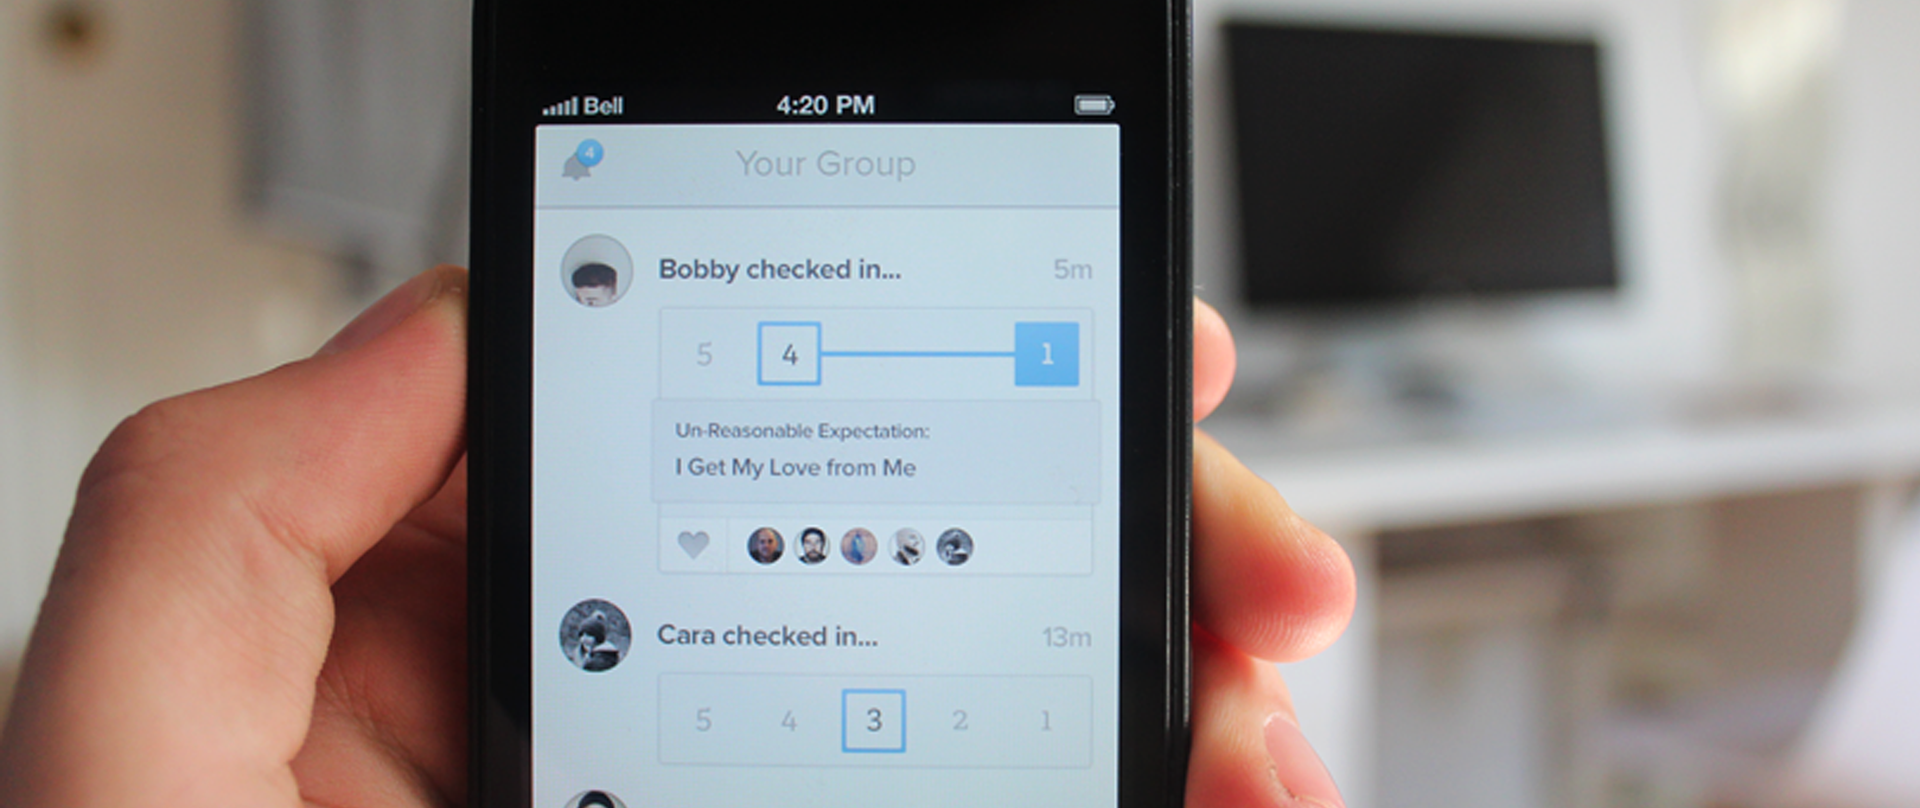 Bell 4:20 PM
4 Your Group
Bobby checked in... 5m
5 4 1
Un-Reasonable Expectation:
I Get My Love from Me
Cara checked in... 13m
5 4 3 2 1